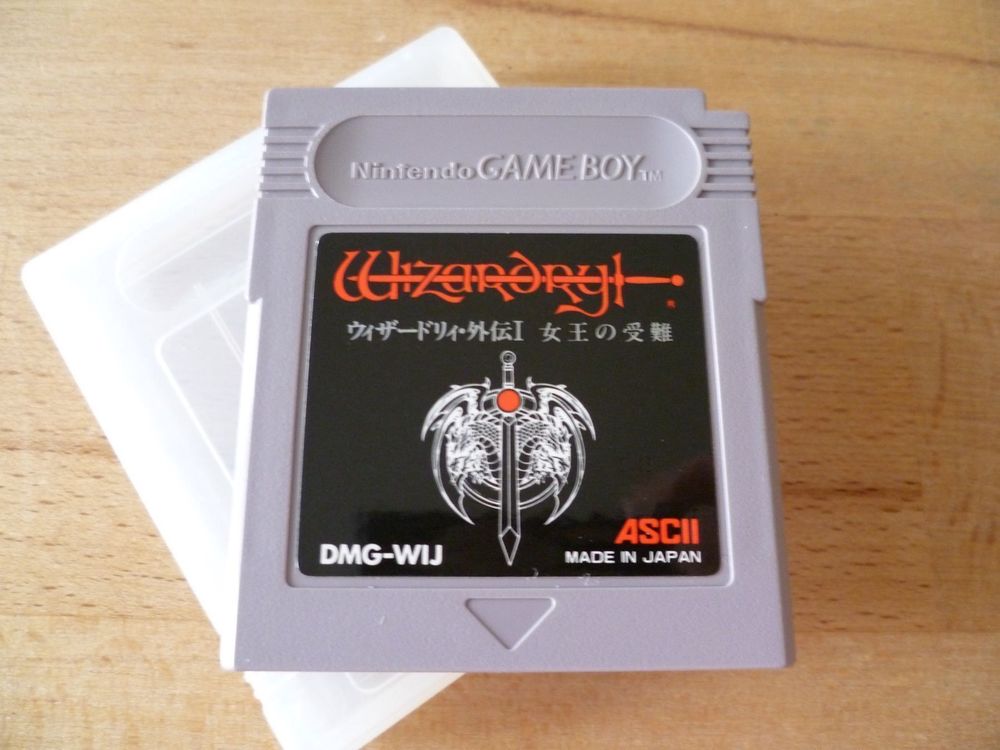 Nintendo GAME BOY TM
Wizardry
ウィザードリィ・外伝I 女王の受難
ASCII
DMG-WIJ MADE IN JAPAN